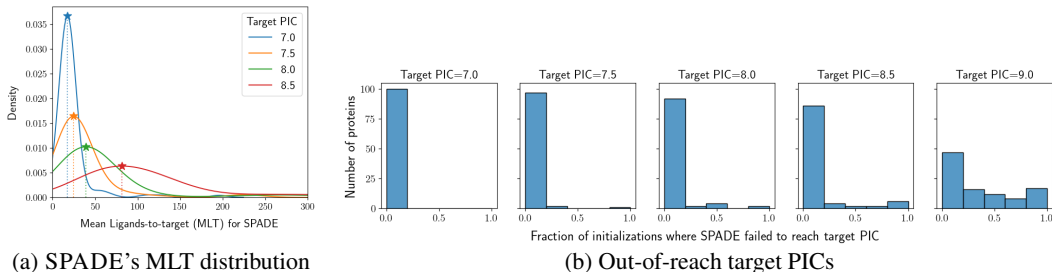 Target PIC
7.0
7.5
8.0
8.5
0.035
0.030
0.025
0.020
0.015
0.010
0.005
0.000
Density
0
50
100
150
200
250
300
Mean Ligands-to-target (MLT) for SPADE
(a) SPADE's MLT distribution
Target PIC=7.0
Target PIC=7.5
Target PIC=8.0
Target PIC=8.5
Target PIC=9.0
Number of proteins
100
75
50
25
0
0.0 0.5 1.0
0.0 0.5 1.0
0.0 0.5 1.0
0.0 0.5 1.0
0.0 0.5 1.0
Fraction of initializations where SPADE failed to reach target PIC
(b) Out-of-reach target PICs